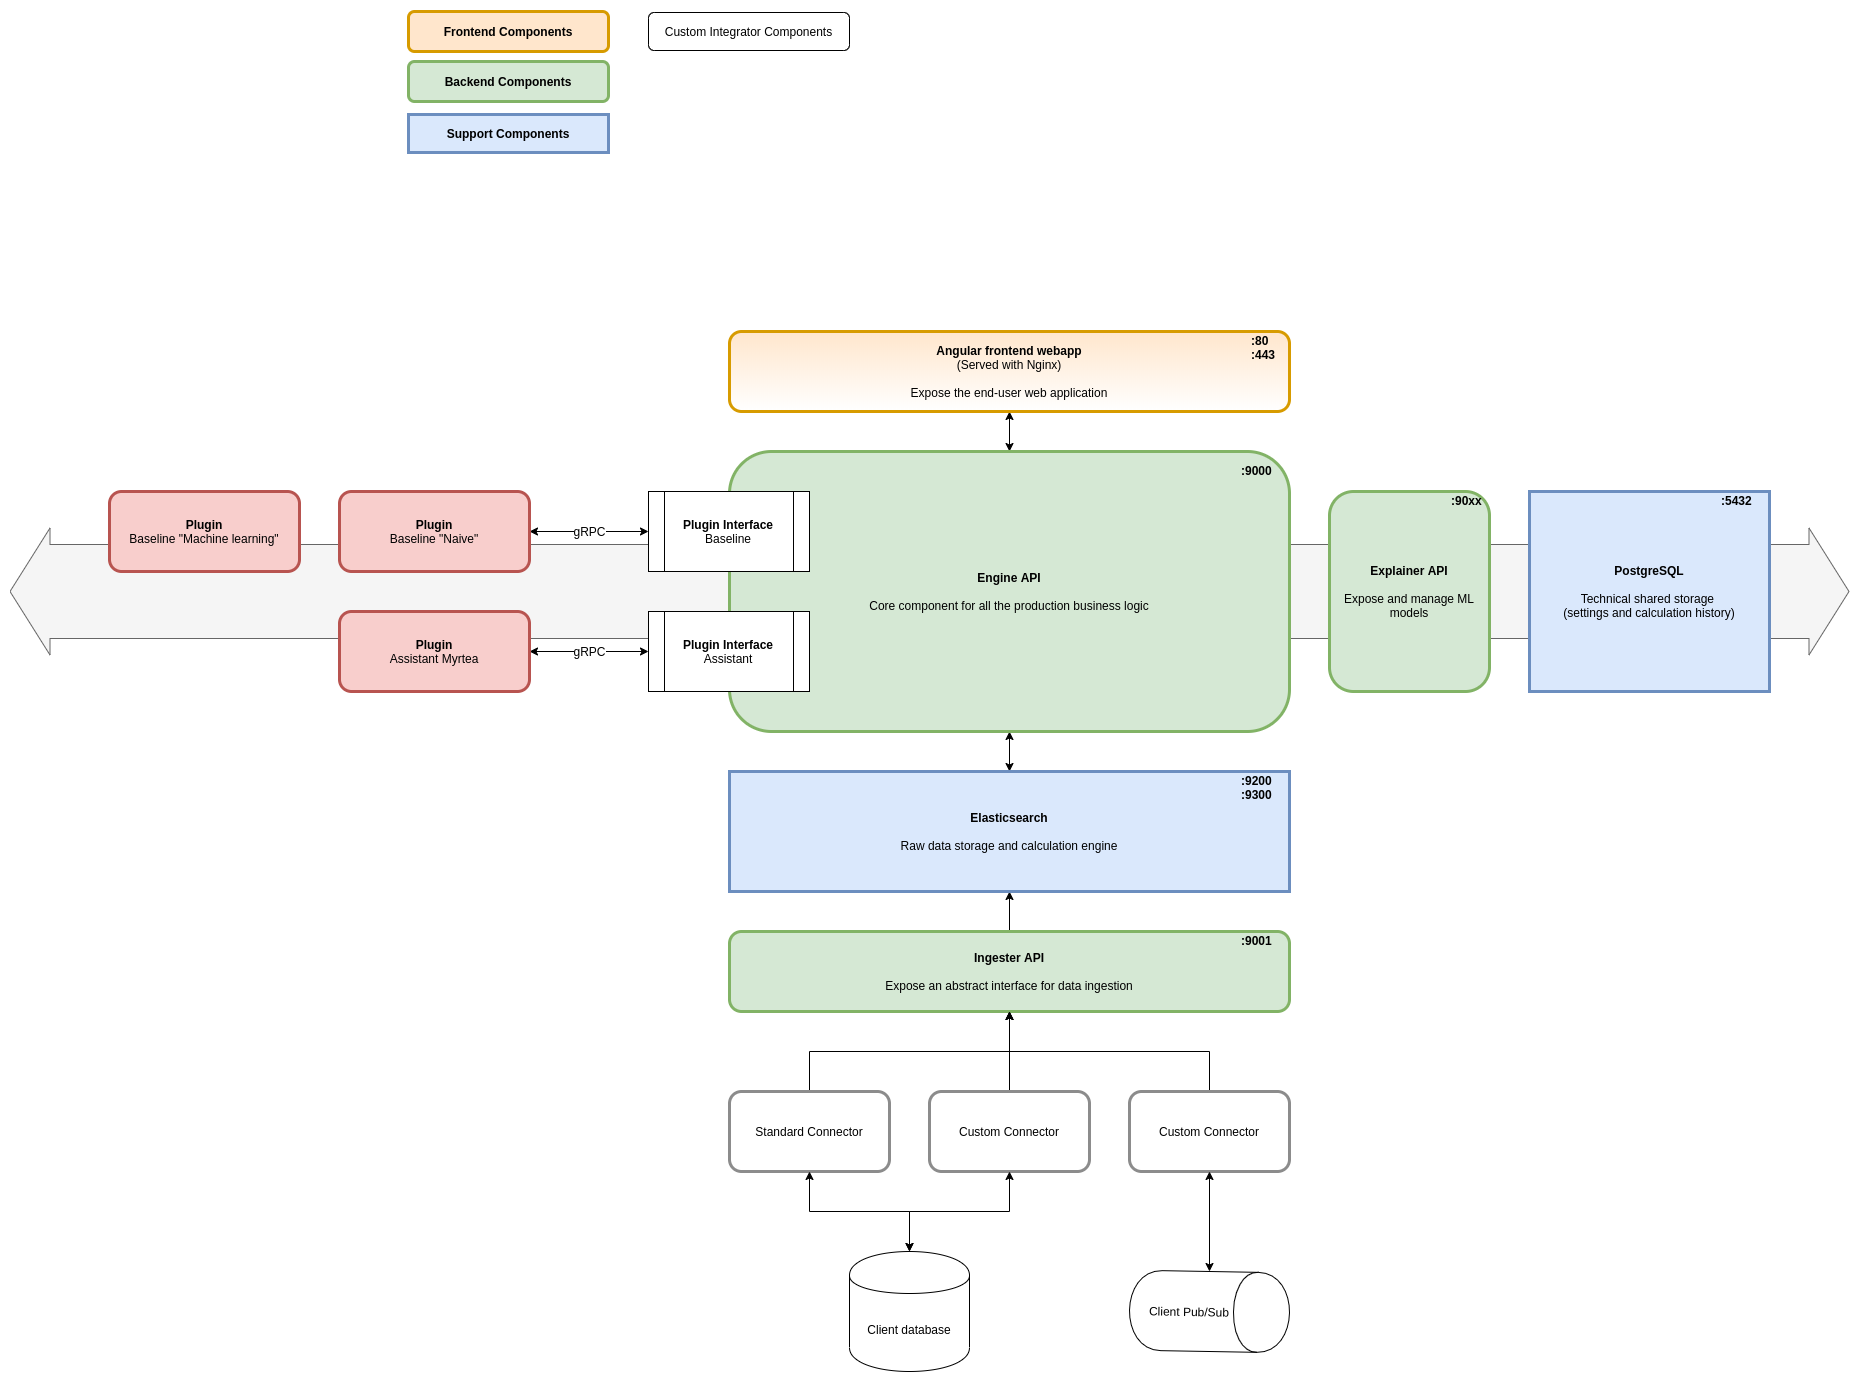 Frontend Components
Custom Integrator Components
Backend Components
Support Components
:80
:443
Angular frontend webapp
(Served with Nginx)
Expose the end-user web application
:9000
Plugin
Baseline "Machine learning"
Plugin
Baseline "Naive"
gRPC
Plugin Interface
Baseline
Engine API
Core component for all the production business logic
Plugin
Assistant Myrtea
gRPC
Plugin Interface
Assistant
:90xx
Explainer API
Expose and manage ML
models
:5432
PostgreSQL
Technical shared storage
(settings and calculation history)
:9200
:9300
Elasticsearch
Raw data storage and calculation engine
:9001
Ingester API
Expose an abstract interface for data ingestion
Standard Connector
Custom Connector
Custom Connector
Client database
Client Pub/Sub